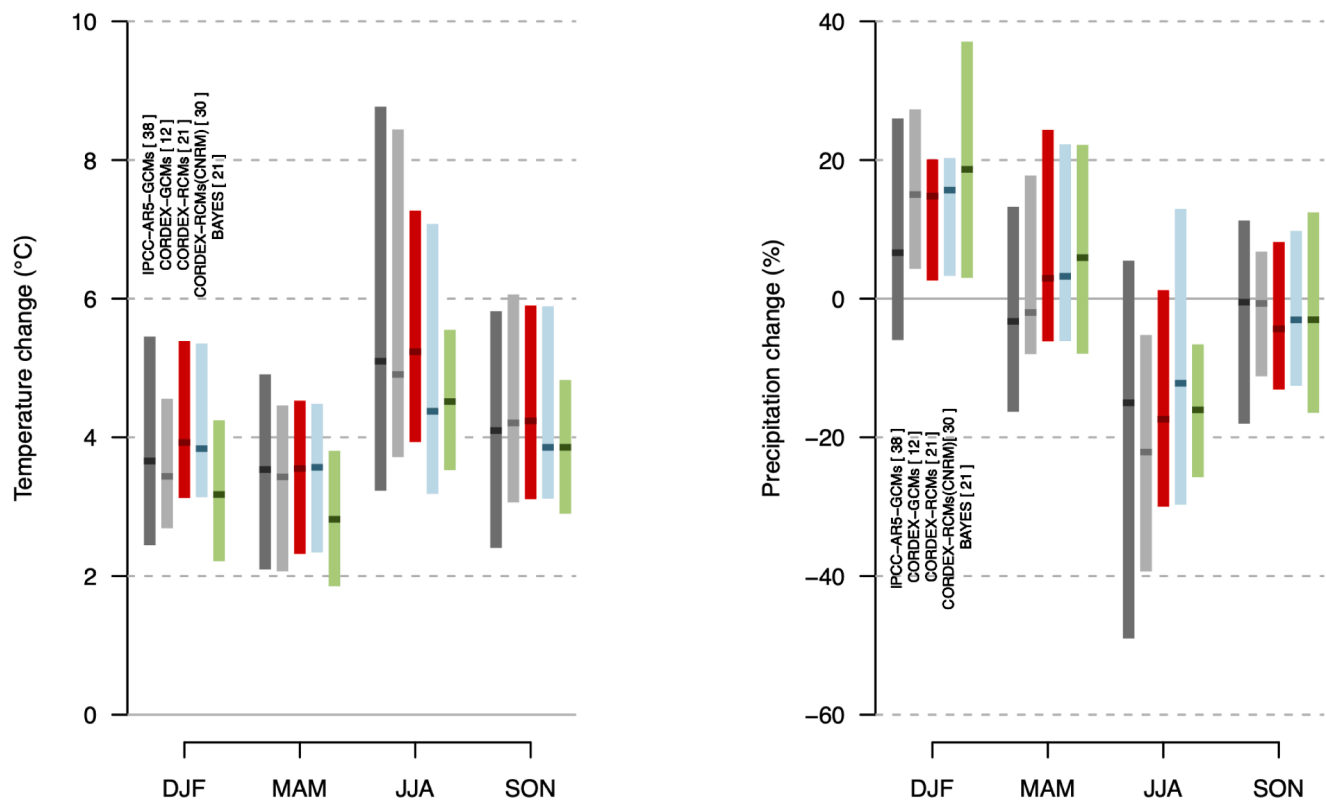 Temperature change (°C)
10
8
6
4
2
0
IPCC−AR5−GCMs [ 38 ]
CORDEX−GCMs [ 12 ]
CORDEX−RCMs [ 21 ]
CORDEX−RCMs(CNRM) [ 30 ]
BAYES [ 21 ]
DJF
MAM
JJA
SON
Precipitation change (%)
40
20
0
−20
−40
−60
IPCC−AR5−GCMs [ 38 ]
CORDEX−GCMs [ 12 ]
CORDEX−RCMs [ 21 ]
CORDEX−RCMs(CNRM) [ 30 ]
BAYES [ 21 ]
DJF
MAM
JJA
SON